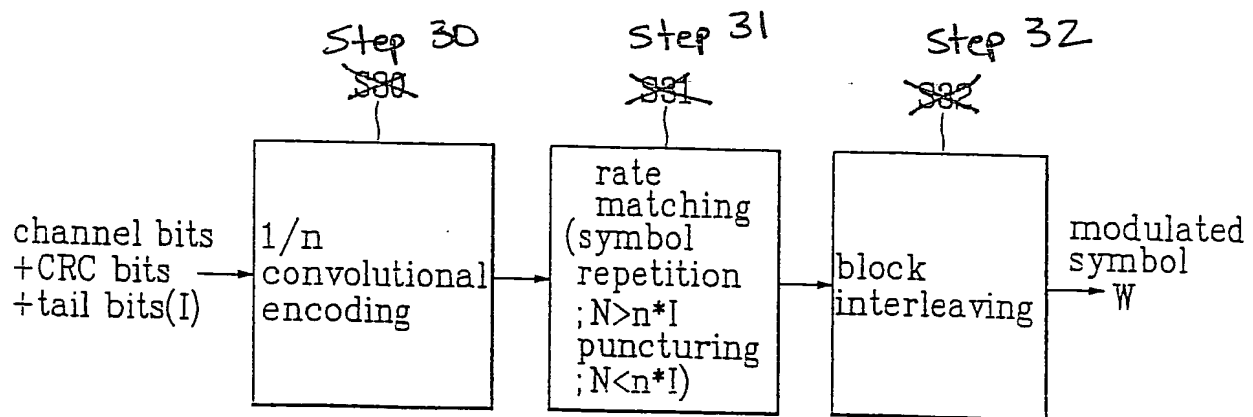 Step 30
Step 31
Step 32
S30
S31
S32
channel bits
+CRC bits
+tail bits(I)
1/n
convolutional
encoding
rate
matching
(symbol
repetition
;N>n*I
puncturing
;N<n*I)
block
interleaving
modulated
symbol
W